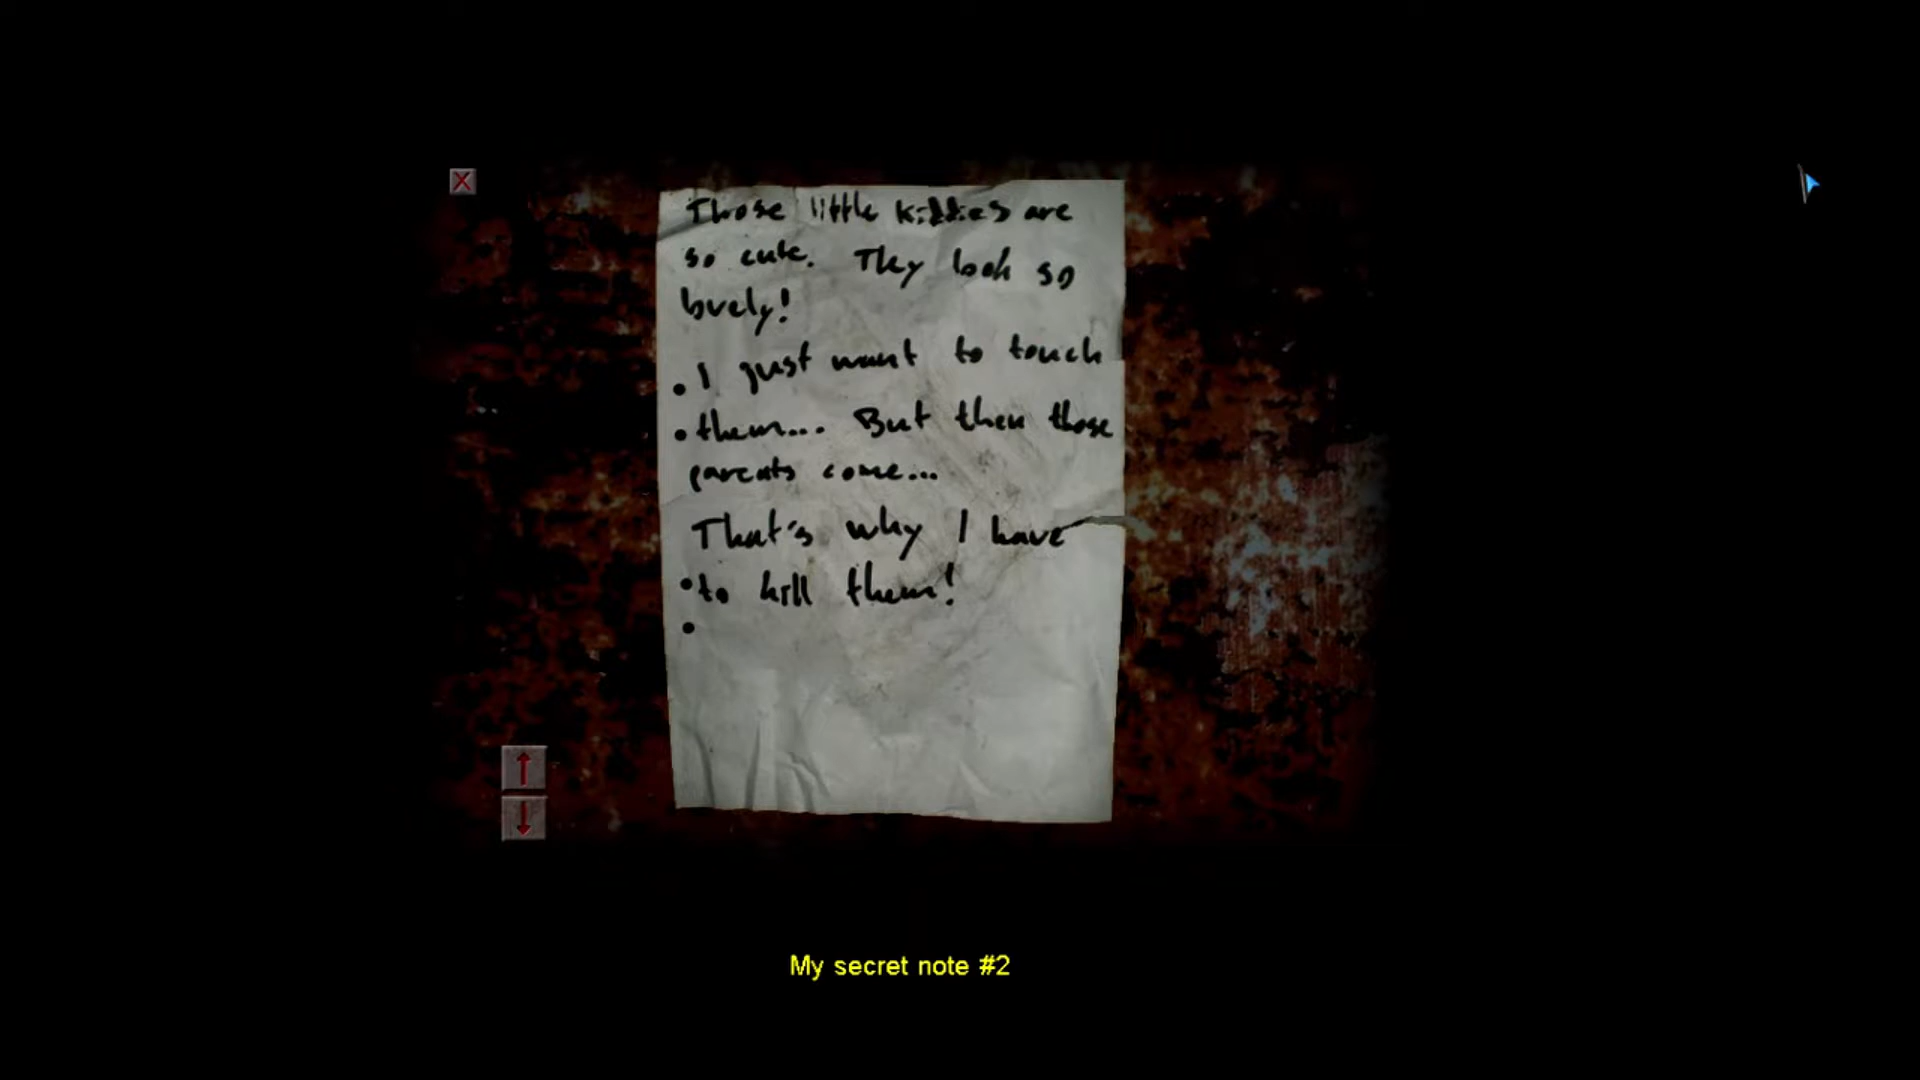 Those little kiddies are
so cute. They look so
lovely!
I just want to touch
them... But then those
parents come...
That's why I have
to kill them!
My secret note #2